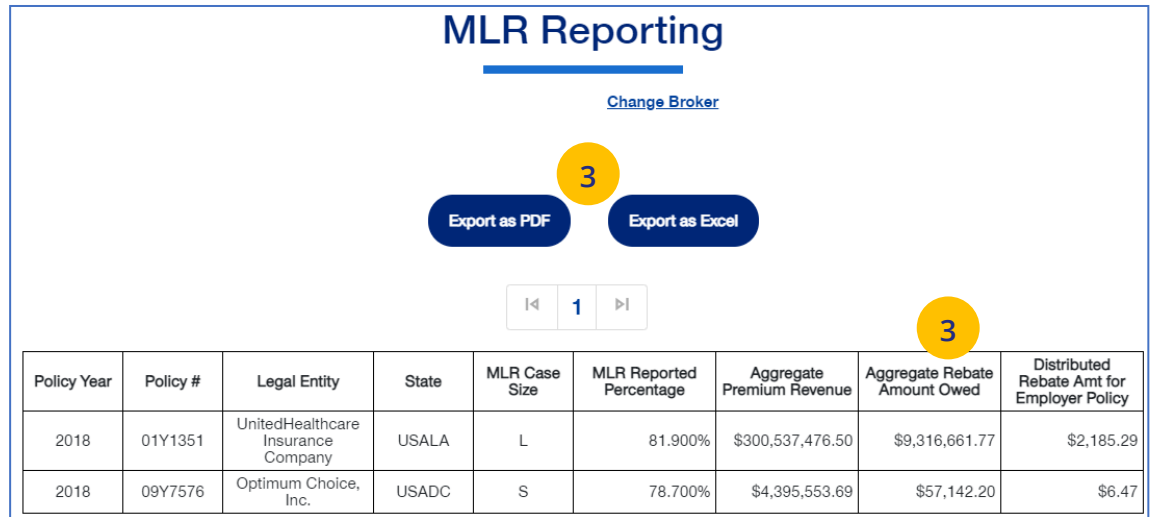 MLR Reporting
Change Broker
3
Export as PDF Export as Excel
1
3
Policy Year Policy # Legal Entity State MLR Case Size MLR Reported Percentage Aggregate Premium Revenue Aggregate Rebate Amount Owed Distributed Rebate Amt for Employer Policy
2018 01Y1351 UnitedHealthcare Insurance Company USALA L 81.900% $300,537,476.50 $9,316,661.77 $2,185.29
2018 09Y7576 Optimum Choice, Inc. USADC S 78.700% $4,395,553.69 $57,142.20 $6.47